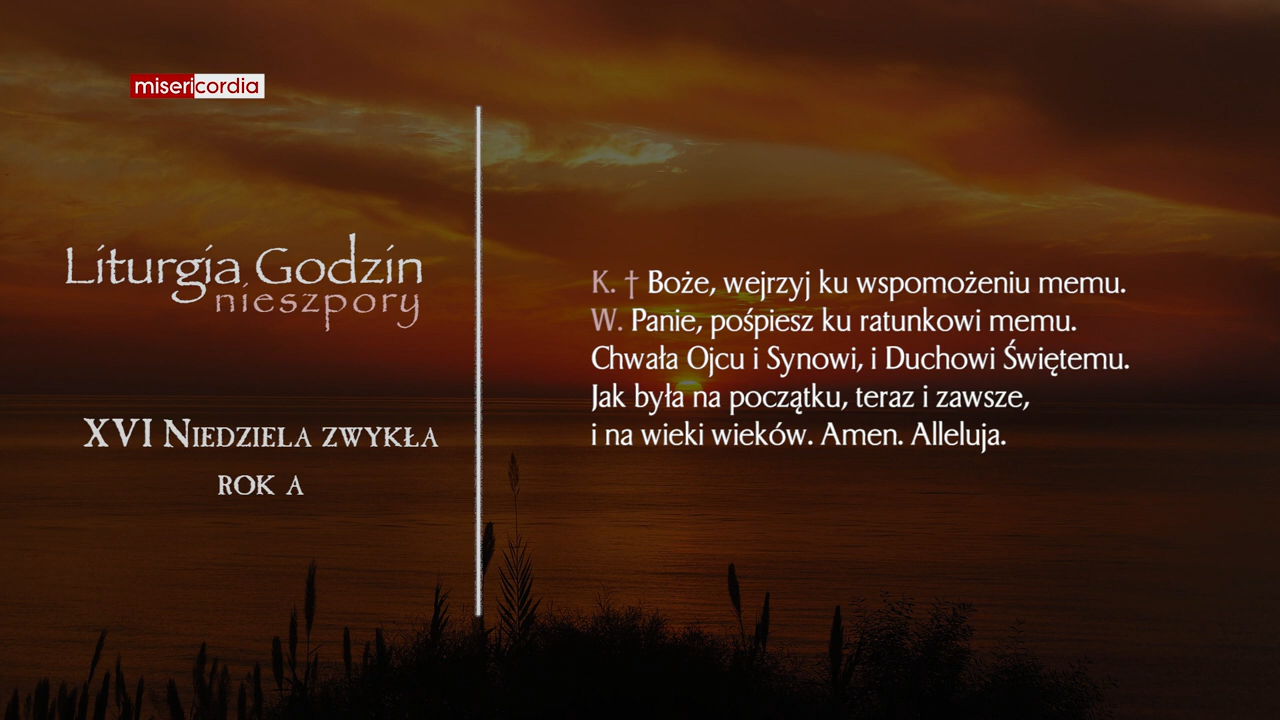 misericordia
Liturgia Godzin
nieszpory
XVI Niedziela zwykła
rok a
K. † Boże, wejrzyj ku wspomożeniu memu.
W. Panie, pośpiesz ku ratunkowi memu.
Chwała Ojcu i Synowi, i Duchowi Świętemu.
Jak była na początku, teraz i zawsze,
i na wieki wieków. Amen. Alleluja.